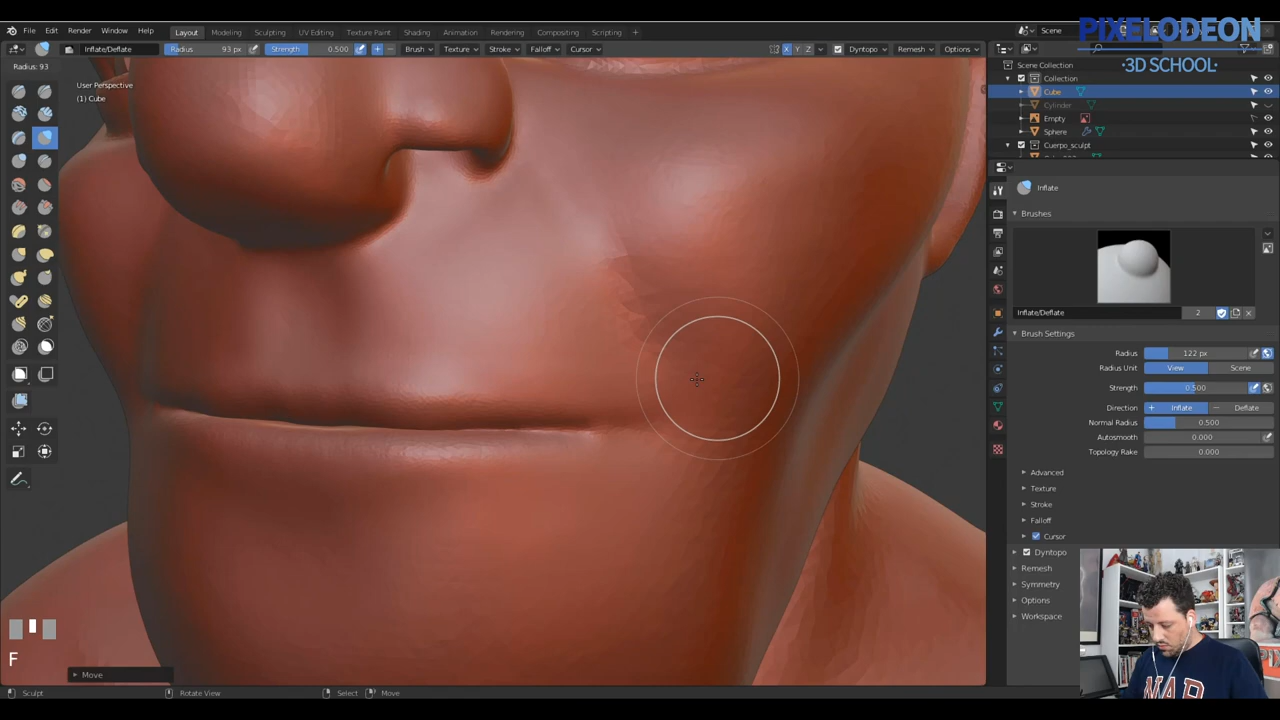 File Edit Render Window Help
Layout Modeling Sculpting UV Editing Texture Paint Shading Animation Rendering Compositing Scripting +
Scene
PIXELODEON
·3D SCHOOL·
Inflate/Deflate Radius 93 px Strength 0.500 Brush Texture Stroke Falloff Cursor X Y Z Dyntopo Remesh Options
Radius: 93
User Perspective
(1) Cube
Scene Collection
Collection
Cube
Cylinder
Empty
Sphere
Cuerpo_sculpt
Inflate
Brushes
Inflate/Deflate 2
Brush Settings
Radius 122 px
Radius Unit View Scene
Strength 0.500
Direction + Inflate − Deflate
Normal Radius 0.500
Autosmooth 0.000
Topology Rake 0.000
Advanced
Texture
Stroke
Falloff
Cursor
Dyntopo
Remesh
Symmetry
Options
Workspace
F
Move
Sculpt Rotate View Select Move